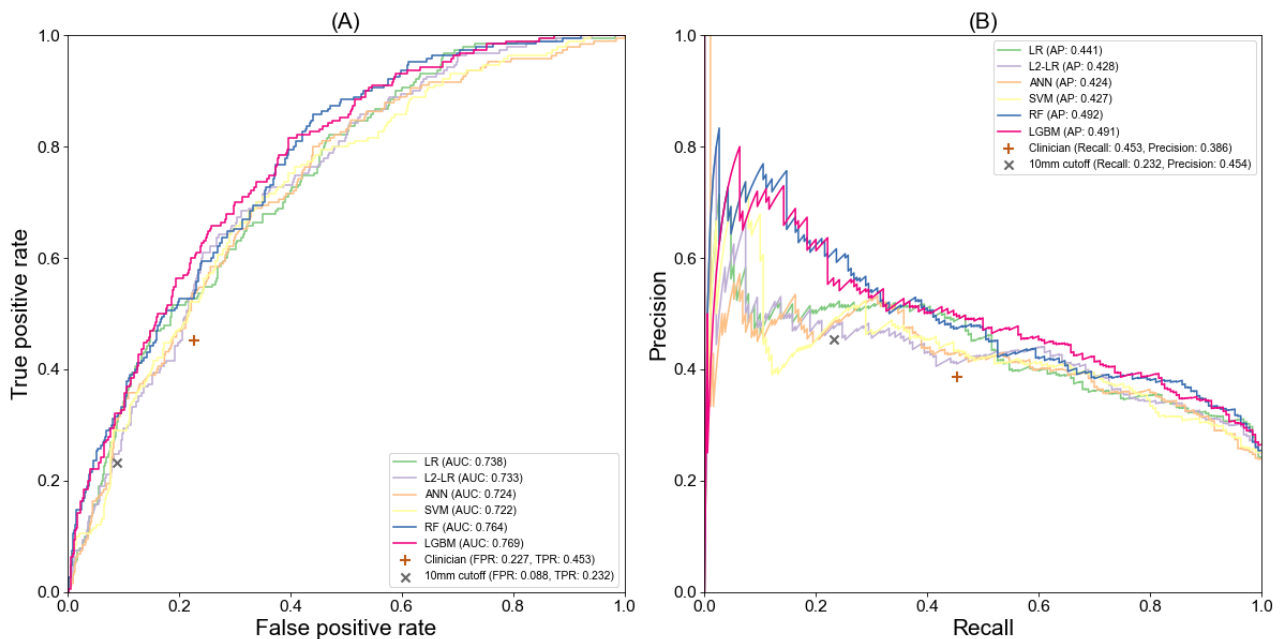 (A)
True positive rate
1.0
0.8
0.6
0.4
0.2
0.0
0.0 0.2 0.4 0.6 0.8 1.0
False positive rate
LR (AUC: 0.738)
L2-LR (AUC: 0.733)
ANN (AUC: 0.724)
SVM (AUC: 0.722)
RF (AUC: 0.764)
LGBM (AUC: 0.769)
Clinician (FPR: 0.227, TPR: 0.453)
10mm cutoff (FPR: 0.088, TPR: 0.232)
(B)
Precision
1.0
0.8
0.6
0.4
0.2
0.0
0.0 0.2 0.4 0.6 0.8 1.0
Recall
LR (AP: 0.441)
L2-LR (AP: 0.428)
ANN (AP: 0.424)
SVM (AP: 0.427)
RF (AP: 0.492)
LGBM (AP: 0.491)
Clinician (Recall: 0.453, Precision: 0.386)
10mm cutoff (Recall: 0.232, Precision: 0.454)